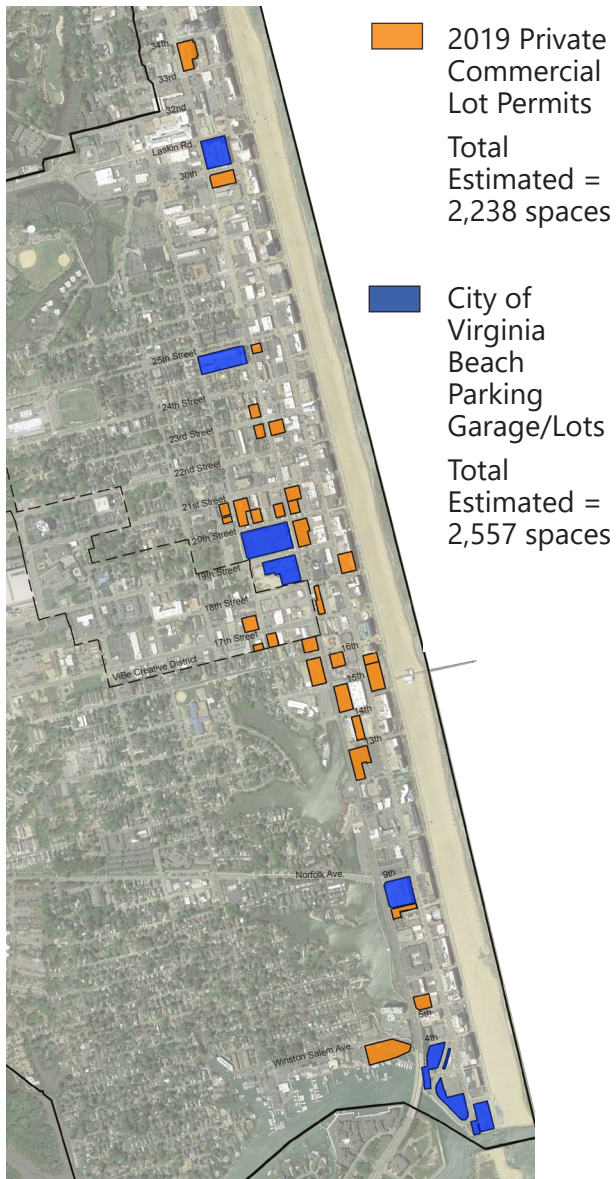 2019 Private
Commercial
Lot Permits
Total
Estimated =
2,238 spaces
City of
Virginia
Beach
Parking
Garage/Lots
Total
Estimated =
2,557 spaces
34th
33rd
32nd
Laskin Rd.
30th
25th Street
24th Street
23rd Street
22nd Street
21st Street
20th Street
19th Street
18th Street
17th Street
ViBe Creative District
16th
15th
14th
13th
Norfolk Ave.
9th
5th
4th
Winston Salem Ave.